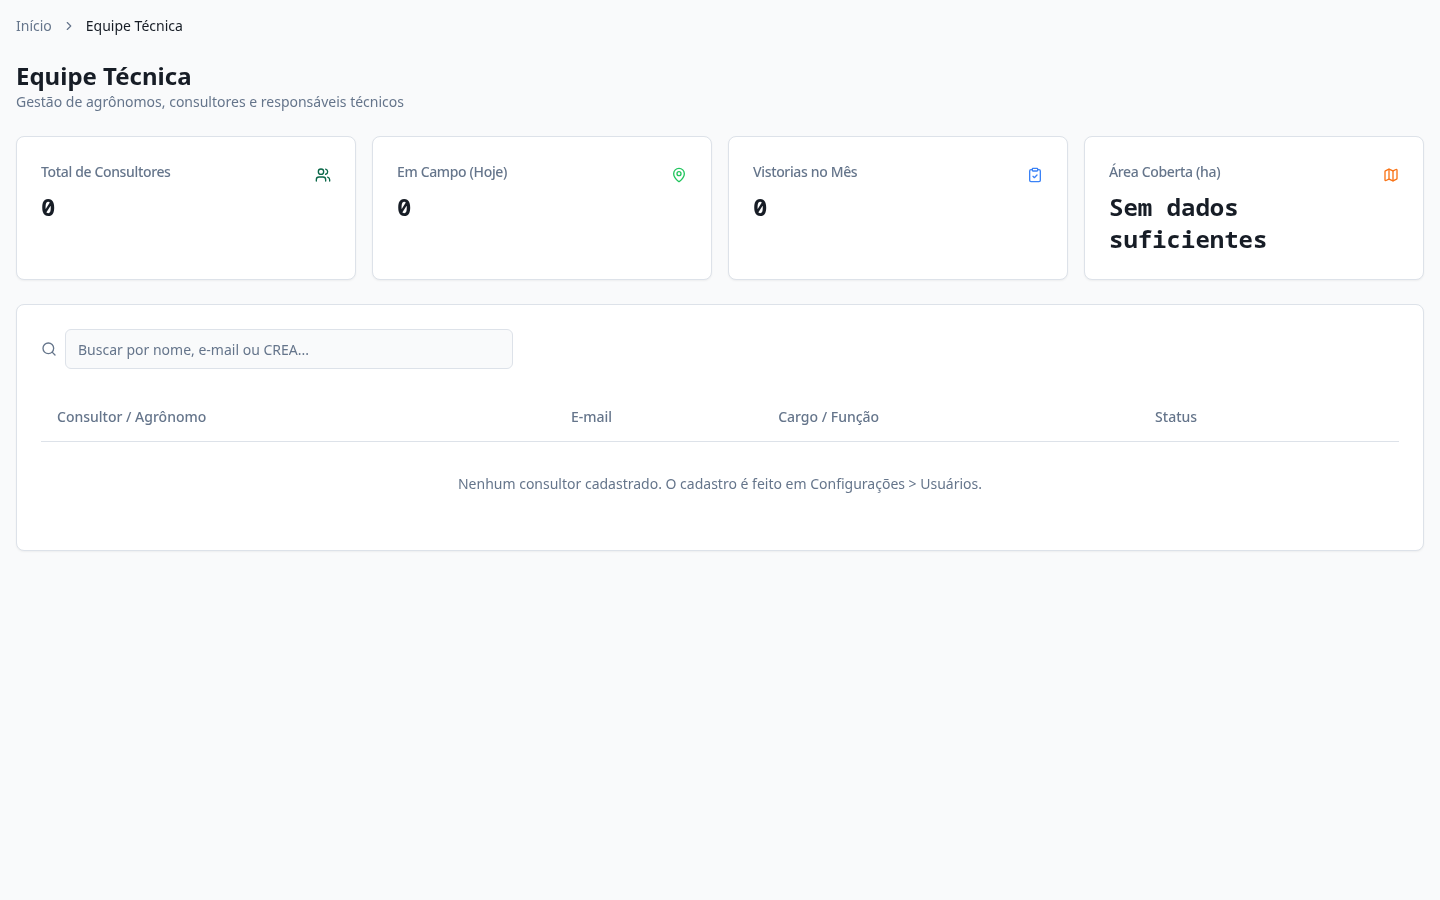 Início
Equipe Técnica
Equipe Técnica
Gestão de agrônomos, consultores e responsáveis técnicos
Total de Consultores
0
Em Campo (Hoje)
0
Vistorias no Mês
0
Área Coberta (ha)
Sem dados
suficientes
Buscar por nome, e-mail ou CREA...
Consultor / Agrônomo
E-mail
Cargo / Função
Status
Nenhum consultor cadastrado. O cadastro é feito em Configurações > Usuários.